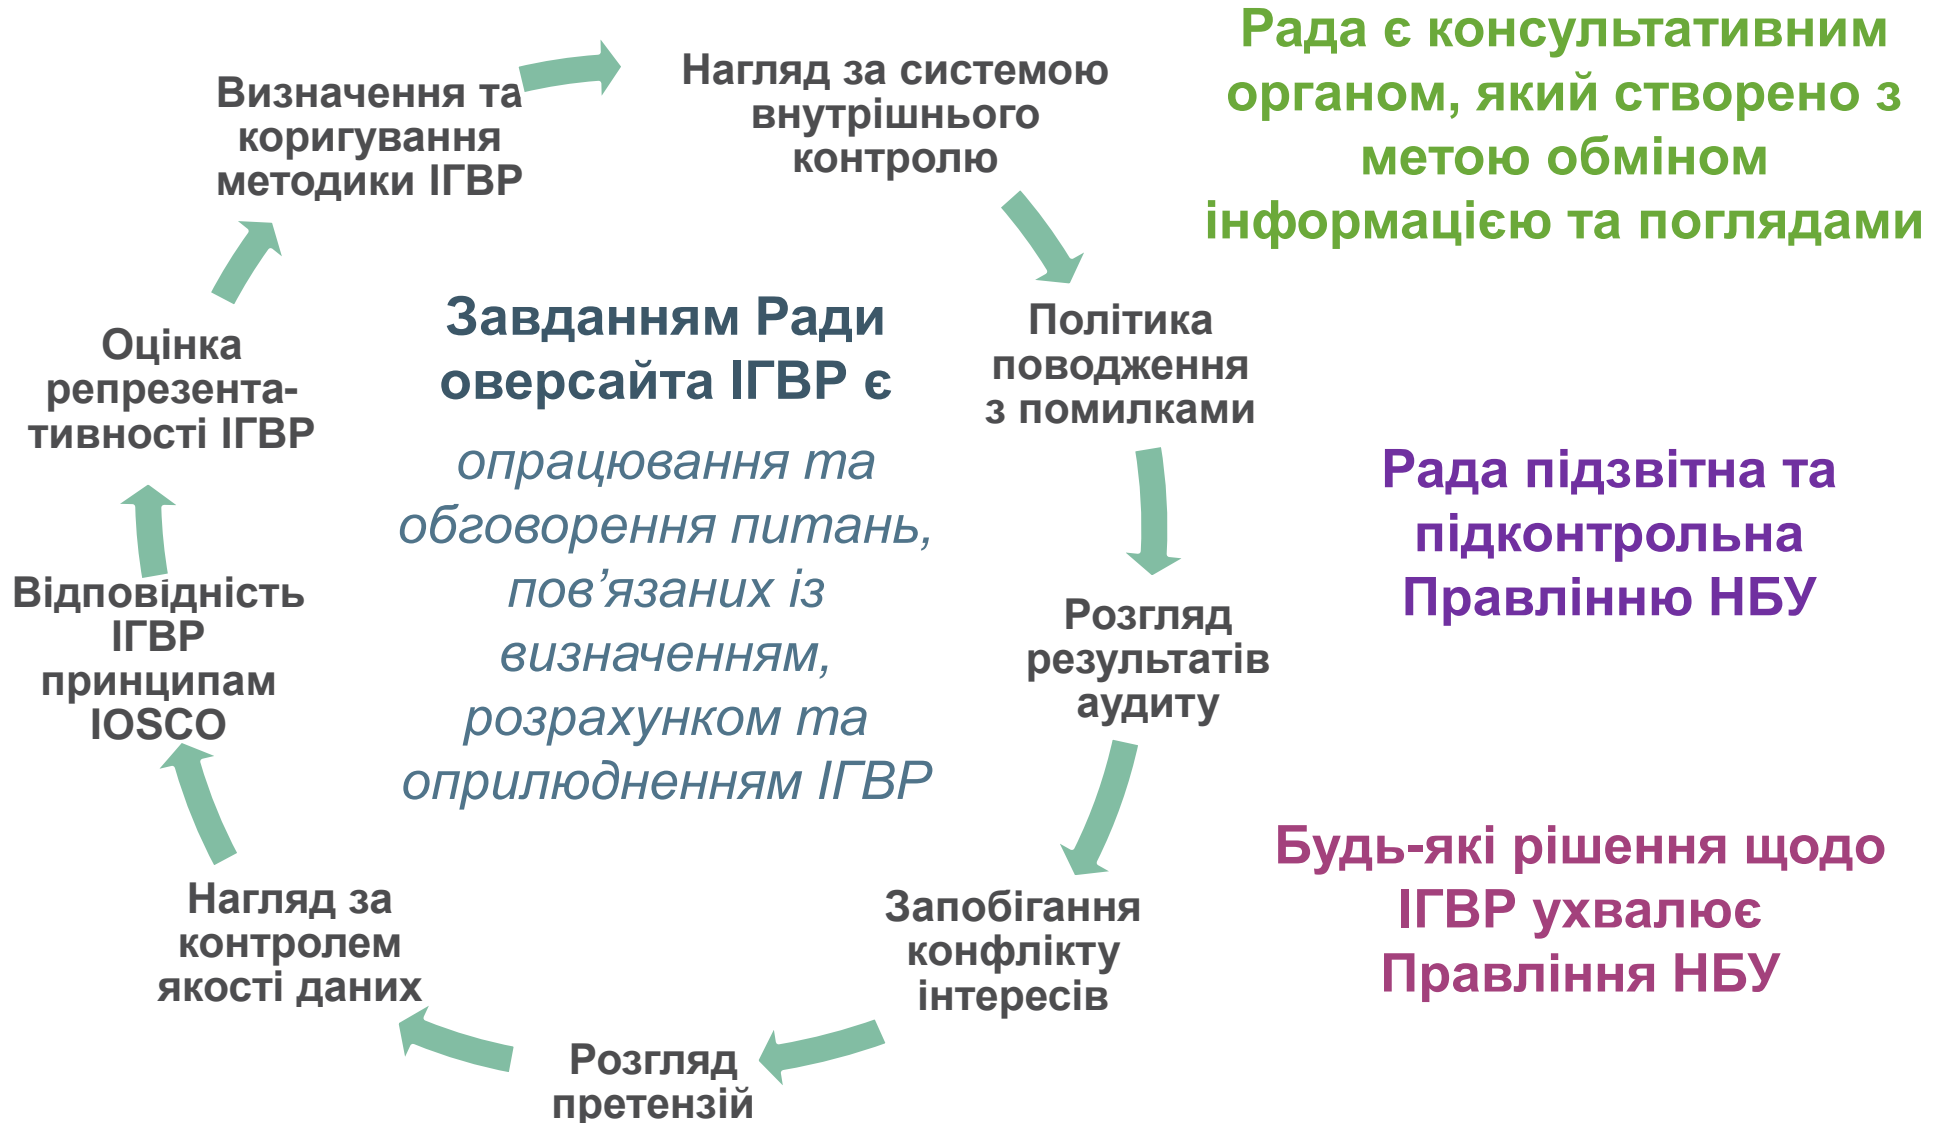 Визначення та
коригування
методики ІГВР
Нагляд за системою
внутрішнього
контролю
Політика
поводження
з помилками
Розгляд
результатів
аудиту
Запобігання
конфлікту
інтересів
Розгляд
претензій
Нагляд за
контролем
якості даних
Відповідність
ІГВР
принципам
IOSCO
Оцінка
репрезента-
тивності ІГВР
Завданням Ради
оверсайта ІГВР є
опрацювання та
обговорення питань,
пов’язаних із
визначенням,
розрахунком та
оприлюдненням ІГВР
Рада є консультативним
органом, який створено з
метою обміном
інформацією та поглядами
Рада підзвітна та
підконтрольна
Правлінню НБУ
Будь-які рішення щодо
ІГВР ухвалює
Правління НБУ